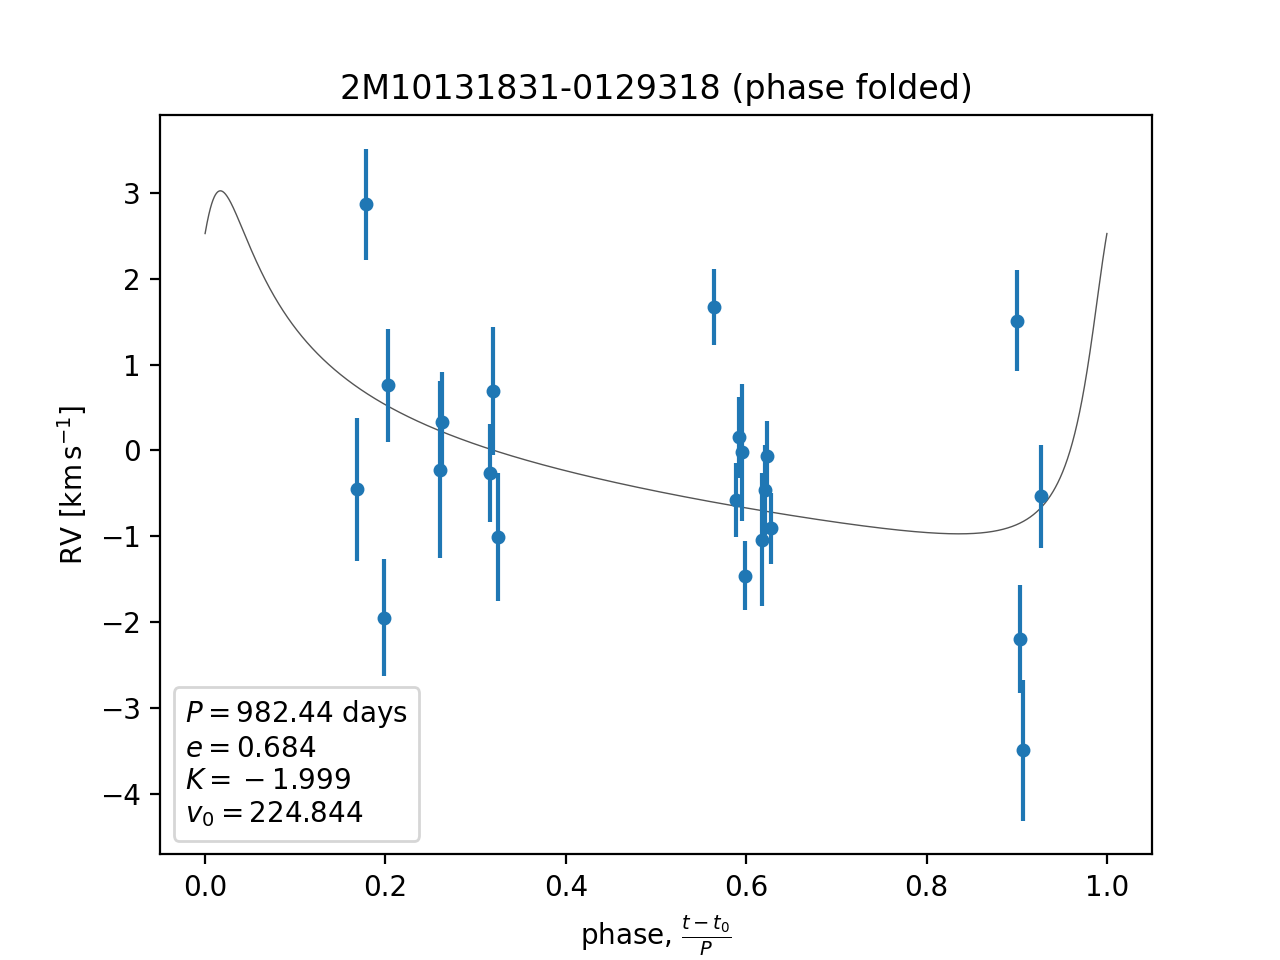 2M10131831-0129318 (phase folded)
RV [km s⁻¹]
3
2
1
0
−1
−2
−3
−4
P = 982.44 days
e = 0.684
K = −1.999
v₀ = 224.844
0.0 0.2 0.4 0.6 0.8 1.0
phase, (t − t₀)/P